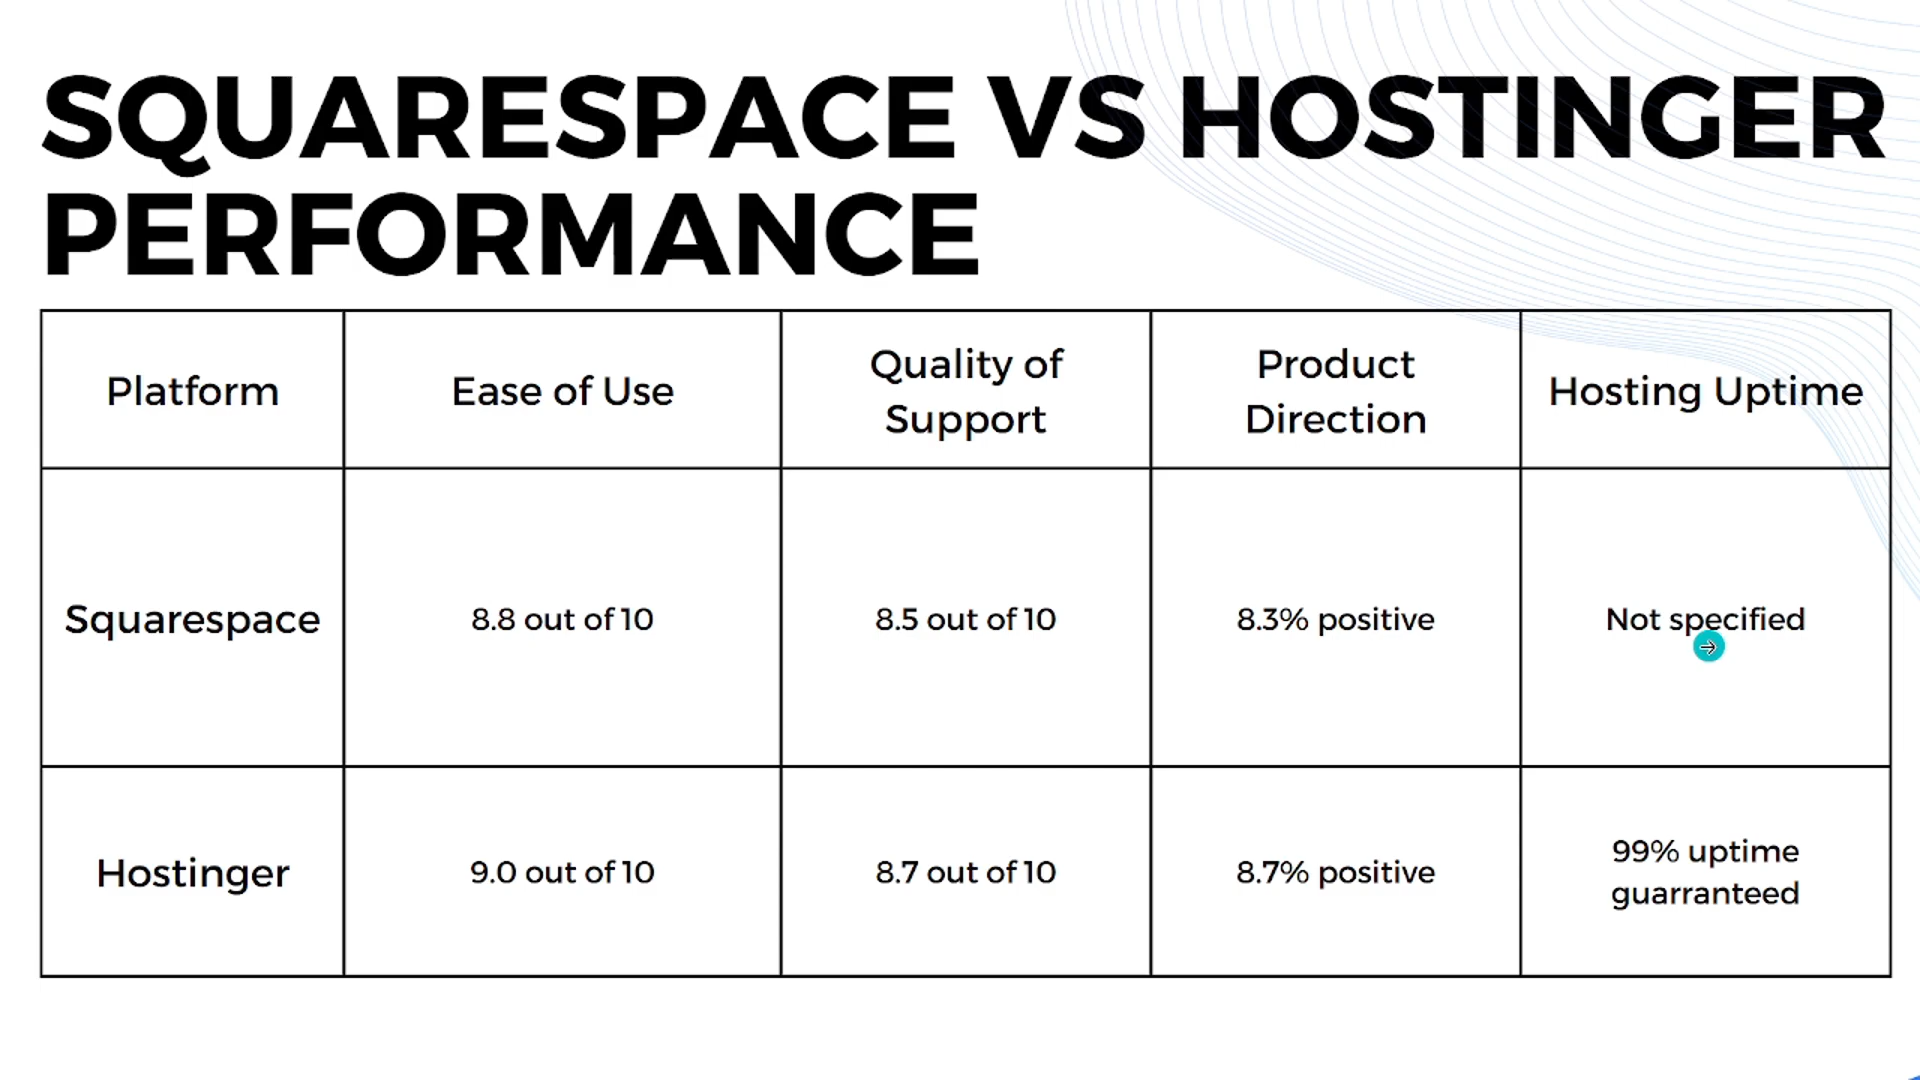 SQUARESPACE VS HOSTINGER
PERFORMANCE
Platform
Ease of Use
Quality of
Support
Product
Direction
Hosting Uptime
Squarespace
8.8 out of 10
8.5 out of 10
8.3% positive
Not specified
Hostinger
9.0 out of 10
8.7 out of 10
8.7% positive
99% uptime
guarranteed